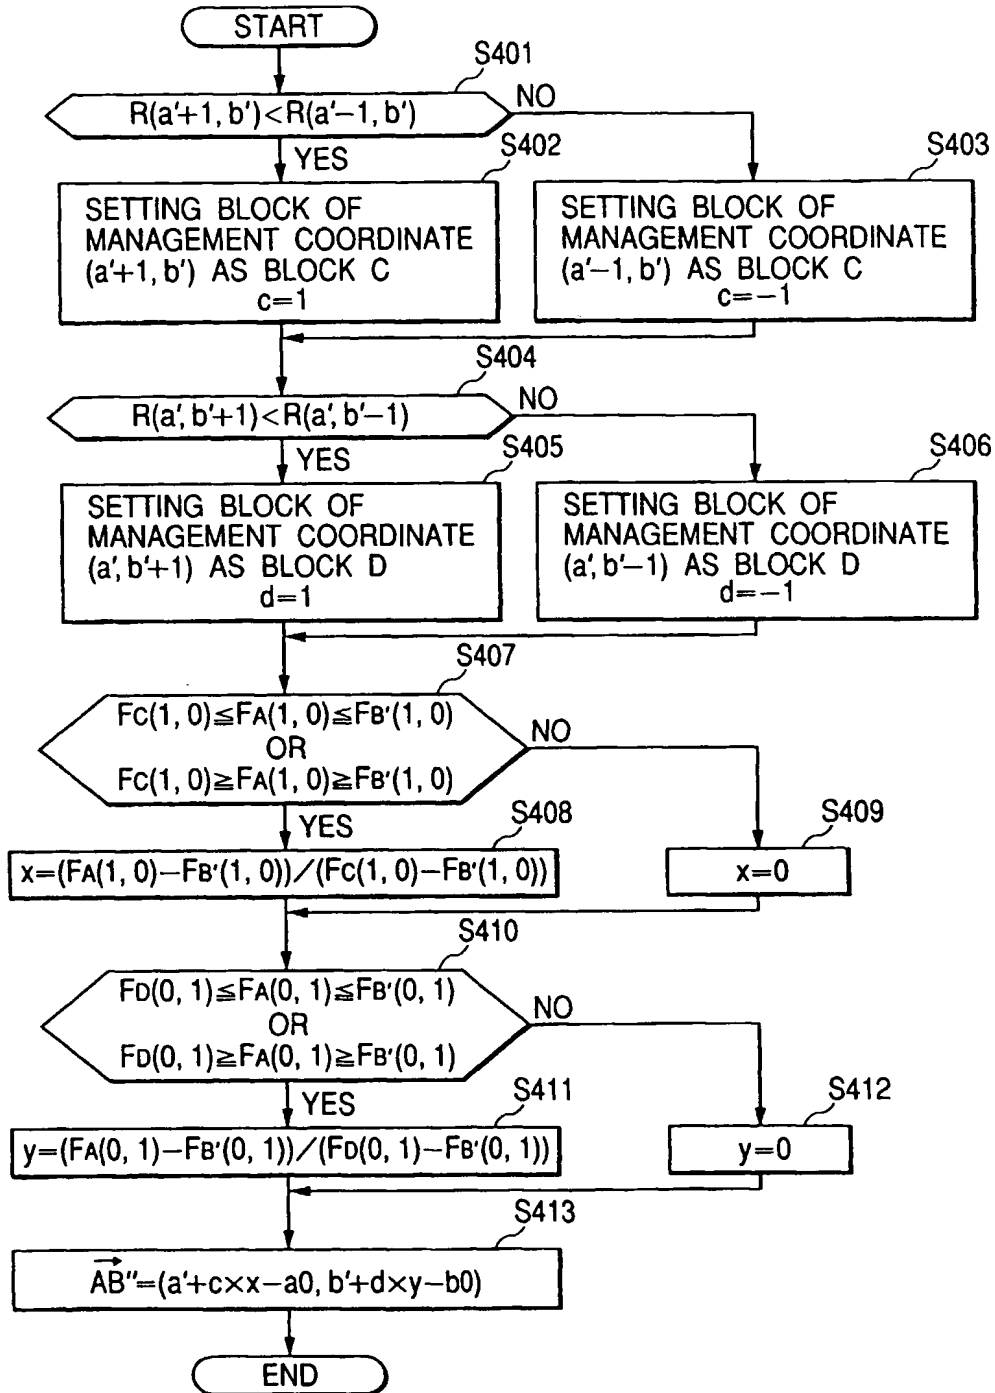 START
S401
R(a′+1, b′)<R(a′−1, b′)
NO
YES
S402
S403
SETTING BLOCK OF
MANAGEMENT COORDINATE
(a′+1, b′) AS BLOCK C
c=1
SETTING BLOCK OF
MANAGEMENT COORDINATE
(a′−1, b′) AS BLOCK C
c=−1
S404
R(a′, b′+1)<R(a′, b′−1)
NO
YES
S405
S406
SETTING BLOCK OF
MANAGEMENT COORDINATE
(a′, b′+1) AS BLOCK D
d=1
SETTING BLOCK OF
MANAGEMENT COORDINATE
(a′, b′−1) AS BLOCK D
d=−1
S407
FC(1, 0)≦FA(1, 0)≦FB′(1, 0)
OR
FC(1, 0)≧FA(1, 0)≧FB′(1, 0)
NO
YES
S408
S409
x=(FA(1, 0)−FB′(1, 0))/(FC(1, 0)−FB′(1, 0))
x=0
S410
FD(0, 1)≦FA(0, 1)≦FB′(0, 1)
OR
FD(0, 1)≧FA(0, 1)≧FB′(0, 1)
NO
YES
S411
S412
y=(FA(0, 1)−FB′(0, 1))/(FD(0, 1)−FB′(0, 1))
y=0
S413
AB″=(a′+c×x−a0, b′+d×y−b0)
END